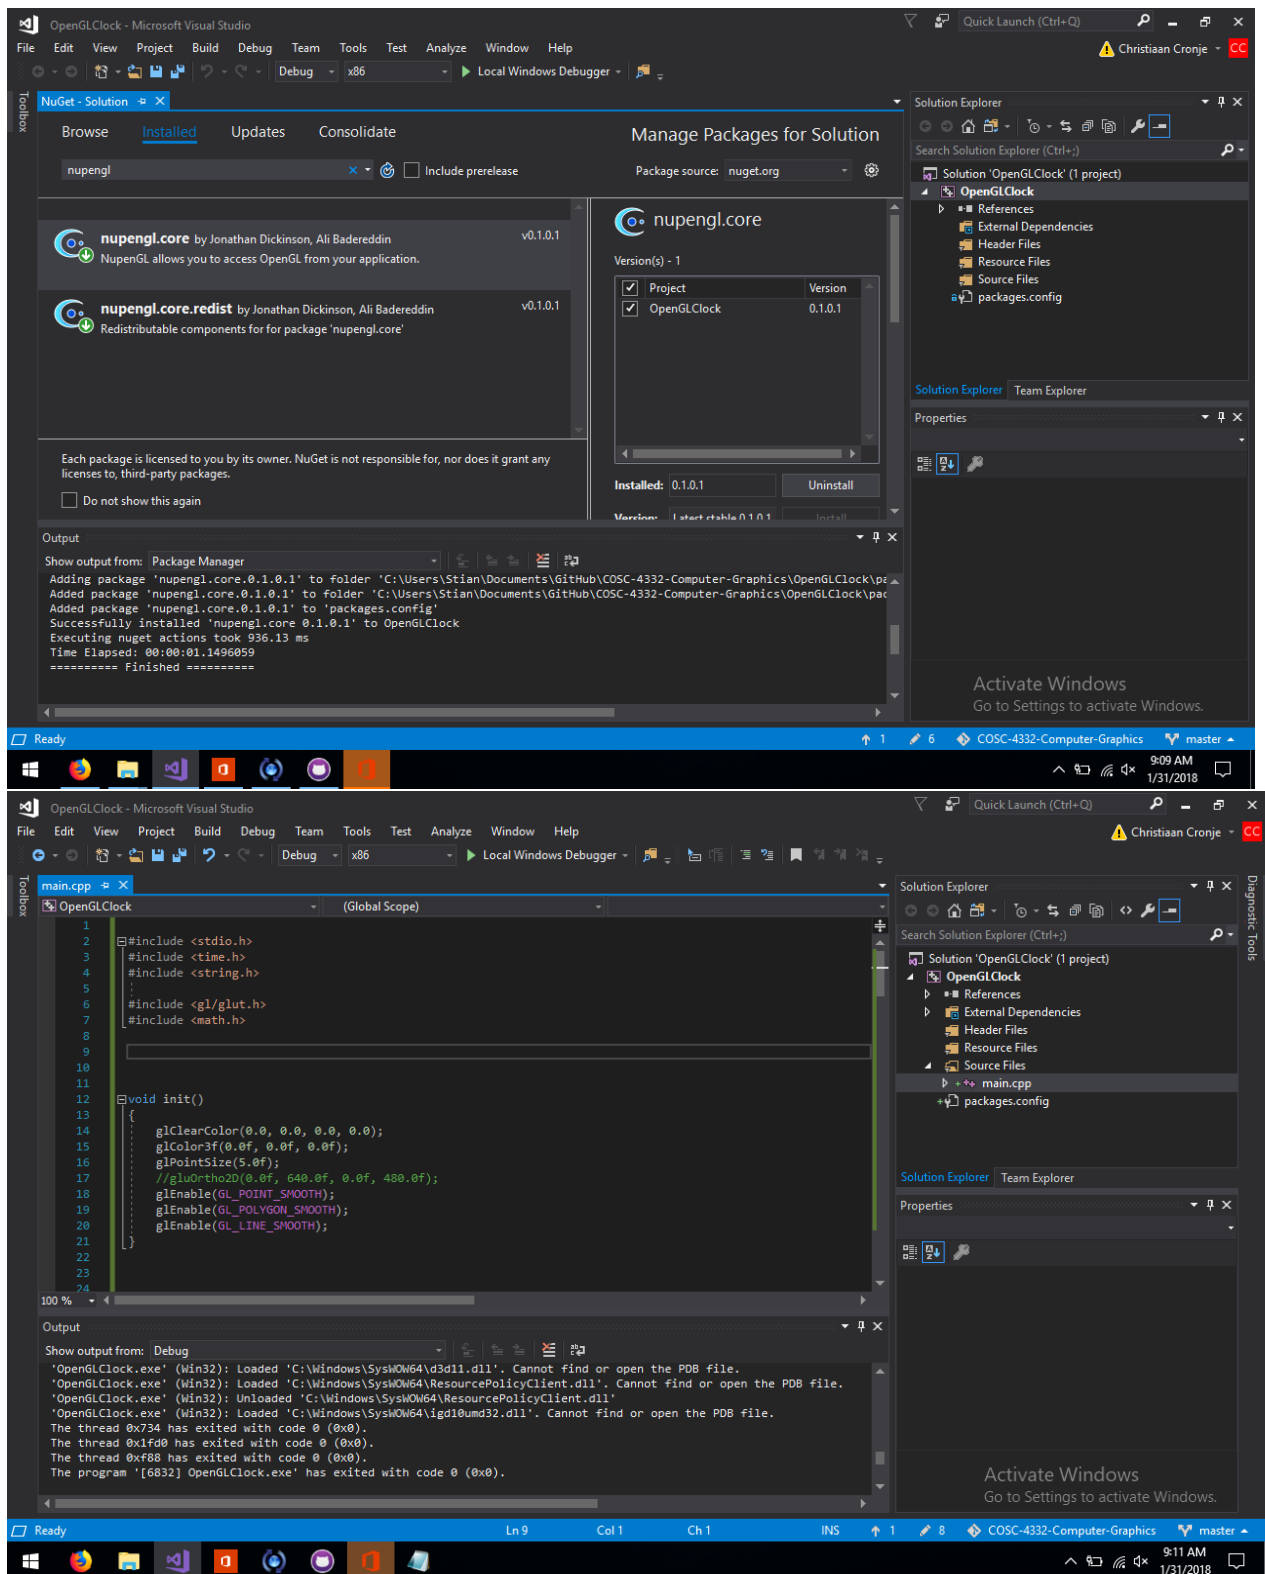 OpenGLClock - Microsoft Visual Studio
Quick Launch (Ctrl+Q)
File Edit View Project Build Debug Team Tools Test Analyze Window Help
Christiaan Cronje CC
Debug x86 Local Windows Debugger
Toolbox
NuGet - Solution
Browse Installed Updates Consolidate
Manage Packages for Solution
nupengl
Include prerelease
Package source: nuget.org
nupengl.core by Jonathan Dickinson, Ali Badereddin v0.1.0.1
NupenGL allows you to access OpenGL from your application.
nupengl.core.redist by Jonathan Dickinson, Ali Badereddin v0.1.0.1
Redistributable components for for package 'nupengl.core'
Each package is licensed to you by its owner. NuGet is not responsible for, nor does it grant any
licenses to, third-party packages.
Do not show this again
nupengl.core
Version(s) - 1
Project Version
OpenGLClock 0.1.0.1
Installed: 0.1.0.1 Uninstall
Version: Latest stable 0.1.0.1 Install
Solution Explorer
Search Solution Explorer (Ctrl+;)
Solution 'OpenGLClock' (1 project)
OpenGLClock
References
External Dependencies
Header Files
Resource Files
Source Files
packages.config
Solution Explorer Team Explorer
Properties
Output
Show output from: Package Manager
Adding package 'nupengl.core.0.1.0.1' to folder 'C:\Users\Stian\Documents\GitHub\COSC-4332-Computer-Graphics\OpenGLClock\pa
Added package 'nupengl.core.0.1.0.1' to folder 'C:\Users\Stian\Documents\GitHub\COSC-4332-Computer-Graphics\OpenGLClock\pac
Added package 'nupengl.core.0.1.0.1' to 'packages.config'
Successfully installed 'nupengl.core 0.1.0.1' to OpenGLClock
Executing nuget actions took 936.13 ms
Time Elapsed: 00:00:01.1496059
========== Finished ==========
Activate Windows
Go to Settings to activate Windows.
Ready 1 6 COSC-4332-Computer-Graphics master
9:09 AM
1/31/2018
OpenGLClock - Microsoft Visual Studio
Quick Launch (Ctrl+Q)
File Edit View Project Build Debug Team Tools Test Analyze Window Help
Christiaan Cronje CC
Debug x86 Local Windows Debugger
Toolbox
main.cpp
OpenGLClock (Global Scope)
1
2 #include <stdio.h>
3 #include <time.h>
4 #include <string.h>
5
6 #include <gl/glut.h>
7 #include <math.h>
8
9
10
11
12 void init()
13 {
14 glClearColor(0.0, 0.0, 0.0, 0.0);
15 glColor3f(0.0f, 0.0f, 0.0f);
16 glPointSize(5.0f);
17 //gluOrtho2D(0.0f, 640.0f, 0.0f, 480.0f);
18 glEnable(GL_POINT_SMOOTH);
19 glEnable(GL_POLYGON_SMOOTH);
20 glEnable(GL_LINE_SMOOTH);
21 }
22
23
24
100 %
Solution Explorer
Search Solution Explorer (Ctrl+;)
Solution 'OpenGLClock' (1 project)
OpenGLClock
References
External Dependencies
Header Files
Resource Files
Source Files
main.cpp
packages.config
Solution Explorer Team Explorer
Properties
Diagnostic Tools
Output
Show output from: Debug
'OpenGLClock.exe' (Win32): Loaded 'C:\Windows\SysWOW64\d3d11.dll'. Cannot find or open the PDB file.
'OpenGLClock.exe' (Win32): Loaded 'C:\Windows\SysWOW64\ResourcePolicyClient.dll'. Cannot find or open the PDB file.
'OpenGLClock.exe' (Win32): Unloaded 'C:\Windows\SysWOW64\ResourcePolicyClient.dll'
'OpenGLClock.exe' (Win32): Loaded 'C:\Windows\SysWOW64\igd10umd32.dll'. Cannot find or open the PDB file.
The thread 0x734 has exited with code 0 (0x0).
The thread 0x1fd0 has exited with code 0 (0x0).
The thread 0xf88 has exited with code 0 (0x0).
The program '[6832] OpenGLClock.exe' has exited with code 0 (0x0).
Activate Windows
Go to Settings to activate Windows.
Ready Ln 9 Col 1 Ch 1 INS 1 8 COSC-4332-Computer-Graphics master
9:11 AM
1/31/2018